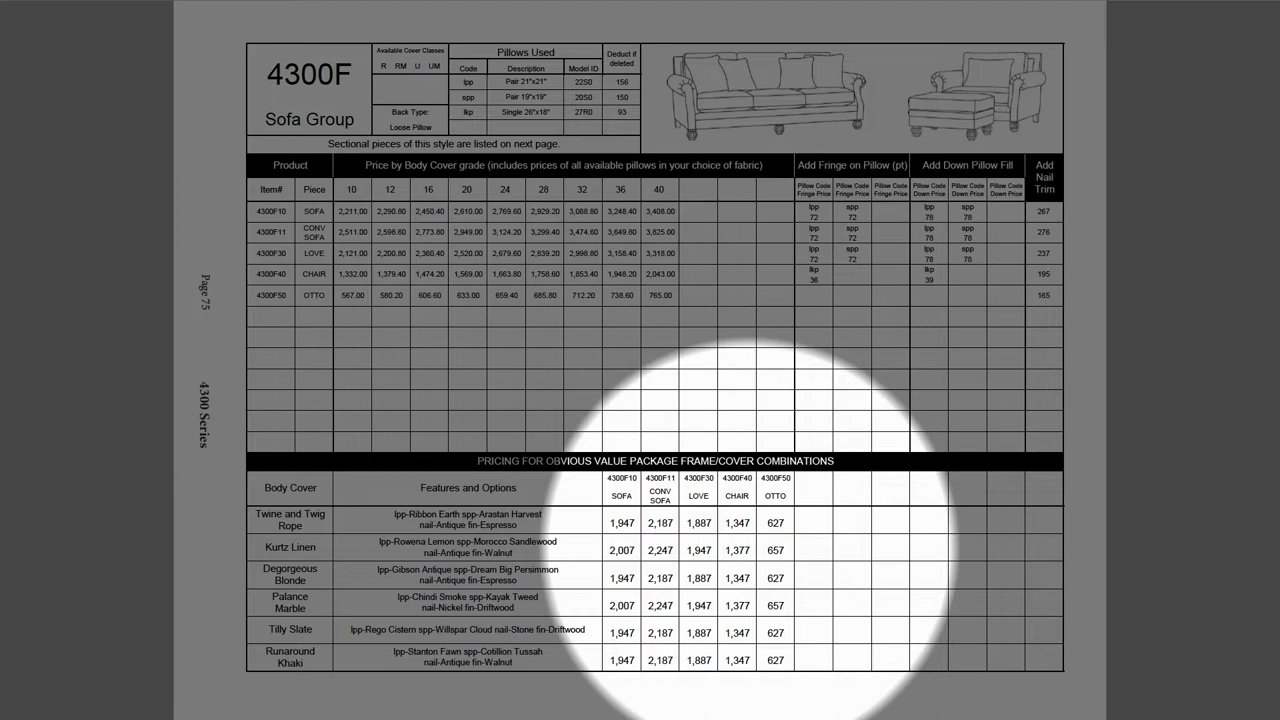 4300F
Sofa Group
Available Cover Classes
R RM U UM
Back Type:
Loose Pillow
Pillows Used
Deduct if deleted
Code Description Model ID
lpp Pair 21"x21" 22S0 156
spp Pair 19"x19" 20S0 150
lkp Single 26"x18" 27R0 93
Sectional pieces of this style are listed on next page.
Product Price by Body Cover grade (includes prices of all available pillows in your choice of fabric) Add Fringe on Pillow (pt) Add Down Pillow Fill Add Nail Trim
Item# Piece 10 12 16 20 24 28 32 36 40 Pillow Code Fringe Price Pillow Code Fringe Price Pillow Code Fringe Price Pillow Code Down Price Pillow Code Down Price Pillow Code Down Price
4300F10 SOFA 2,211.00 2,290.80 2,450.40 2,610.00 2,769.60 2,929.20 3,088.80 3,248.40 3,408.00 lpp 72 spp 72 lpp 78 spp 78 267
4300F11 CONV SOFA 2,511.00 2,598.60 2,773.80 2,949.00 3,124.20 3,299.40 3,474.60 3,649.80 3,825.00 lpp 72 spp 72 lpp 78 spp 78 276
4300F30 LOVE 2,121.00 2,200.80 2,360.40 2,520.00 2,679.60 2,839.20 2,998.80 3,158.40 3,318.00 lpp 72 spp 72 lpp 78 spp 78 237
4300F40 CHAIR 1,332.00 1,379.40 1,474.20 1,569.00 1,663.80 1,758.60 1,853.40 1,948.20 2,043.00 lkp 36 lkp 39 195
4300F50 OTTO 567.00 580.20 606.60 633.00 659.40 685.80 712.20 738.60 765.00 165
Page 75
4300 Series
PRICING FOR OBVIOUS VALUE PACKAGE FRAME/COVER COMBINATIONS
Body Cover Features and Options 4300F10 SOFA 4300F11 CONV SOFA 4300F30 LOVE 4300F40 CHAIR 4300F50 OTTO
Twine and Twig Rope lpp-Ribbon Earth spp-Arastan Harvest nail-Antique fin-Espresso 1,947 2,187 1,887 1,347 627
Kurtz Linen lpp-Rowena Lemon spp-Morocco Sandlewood nail-Antique fin-Walnut 2,007 2,247 1,947 1,377 657
Degorgeous Blonde lpp-Gibson Antique spp-Dream Big Persimmon nail-Antique fin-Espresso 1,947 2,187 1,887 1,347 627
Palance Marble lpp-Chindi Smoke spp-Kayak Tweed nail-Nickel fin-Driftwood 2,007 2,247 1,947 1,377 657
Tilly Slate lpp-Rego Cistern spp-Willspar Cloud nail-Stone fin-Driftwood 1,947 2,187 1,887 1,347 627
Runaround Khaki lpp-Stanton Fawn spp-Cotillion Tussah nail-Antique fin-Walnut 1,947 2,187 1,887 1,347 627